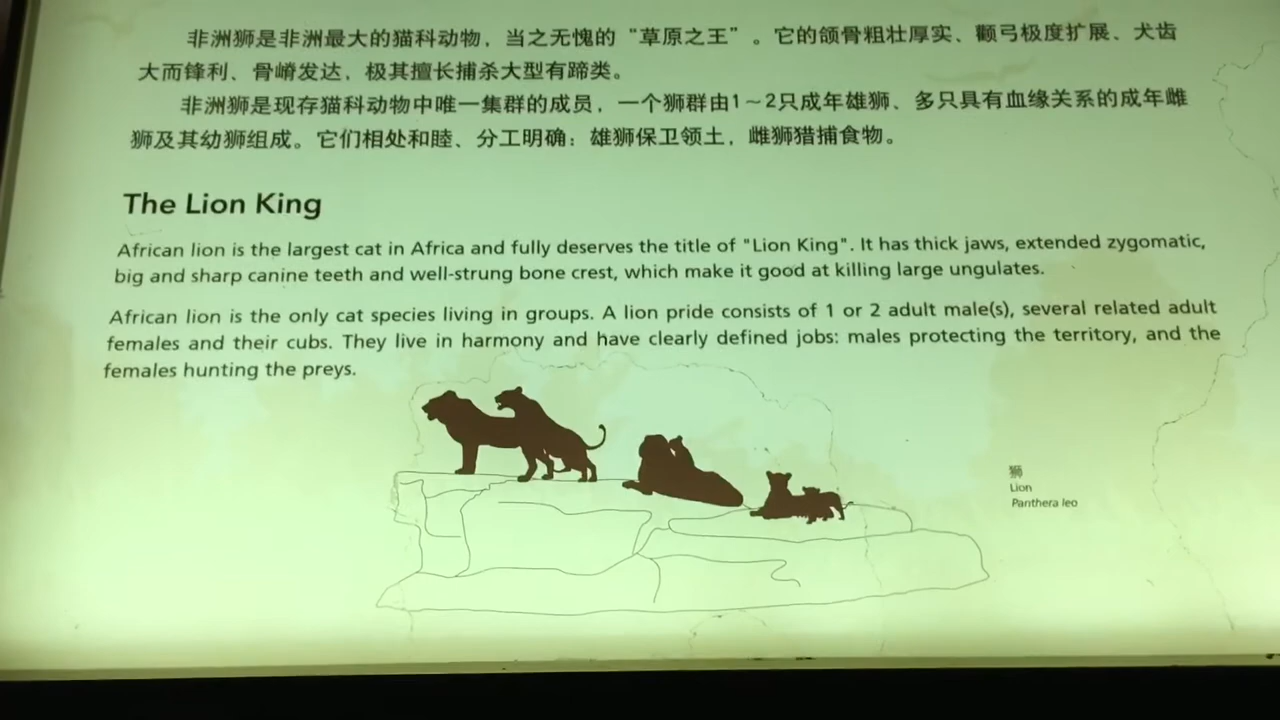 非洲狮是非洲最大的猫科动物，当之无愧的“草原之王”。它的颌骨粗壮厚实、颧弓极度扩展、犬齿
大而锋利、骨嵴发达，极其擅长捕杀大型有蹄类。
非洲狮是现存猫科动物中唯一集群的成员，一个狮群由1～2只成年雄狮、多只具有血缘关系的成年雌
狮及其幼狮组成。它们相处和睦、分工明确：雄狮保卫领土，雌狮猎捕食物。
The Lion King
African lion is the largest cat in Africa and fully deserves the title of "Lion King". It has thick jaws, extended zygomatic,
big and sharp canine teeth and well-strung bone crest, which make it good at killing large ungulates.
African lion is the only cat species living in groups. A lion pride consists of 1 or 2 adult male(s), several related adult
females and their cubs. They live in harmony and have clearly defined jobs: males protecting the territory, and the
females hunting the preys.
狮
Lion
Panthera leo